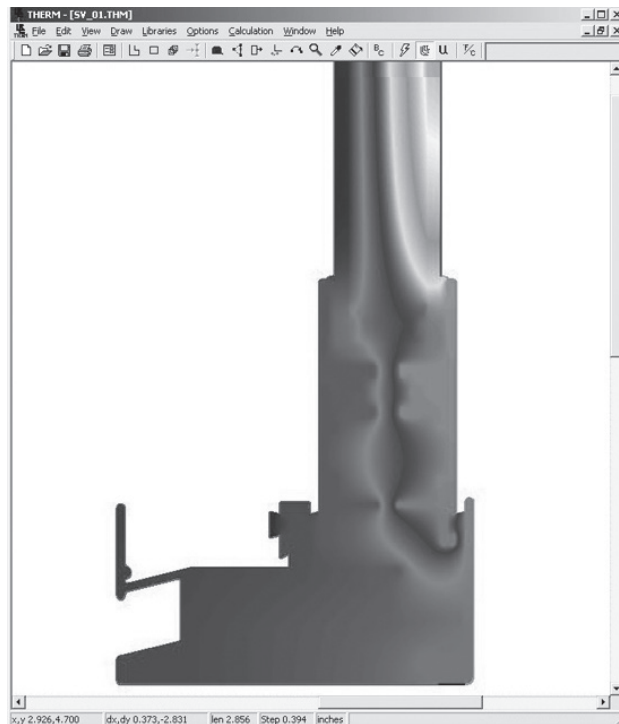 THERM - [SV_01.THM]
File Edit View Draw Libraries Options Calculation Window Help
BC U T/C
x,y 2.926,4.700 dx,dy 0.373,-2.831 len 2.856 Step 0.394 inches